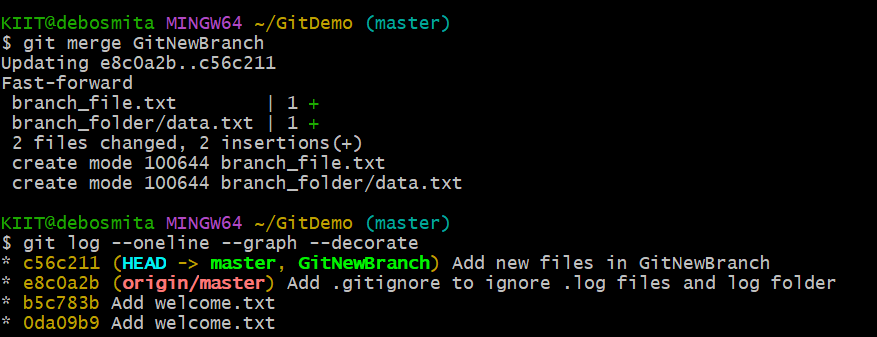 KIIT@debosmita MINGW64 ~/GitDemo (master)
$ git merge GitNewBranch
Updating e8c0a2b..c56c211
Fast-forward
 branch_file.txt        | 1 +
 branch_folder/data.txt | 1 +
 2 files changed, 2 insertions(+)
 create mode 100644 branch_file.txt
 create mode 100644 branch_folder/data.txt
KIIT@debosmita MINGW64 ~/GitDemo (master)
$ git log --oneline --graph --decorate
* c56c211 (HEAD -> master, GitNewBranch) Add new files in GitNewBranch
* e8c0a2b (origin/master) Add .gitignore to ignore .log files and log folder
* b5c783b Add welcome.txt
* 0da09b9 Add welcome.txt